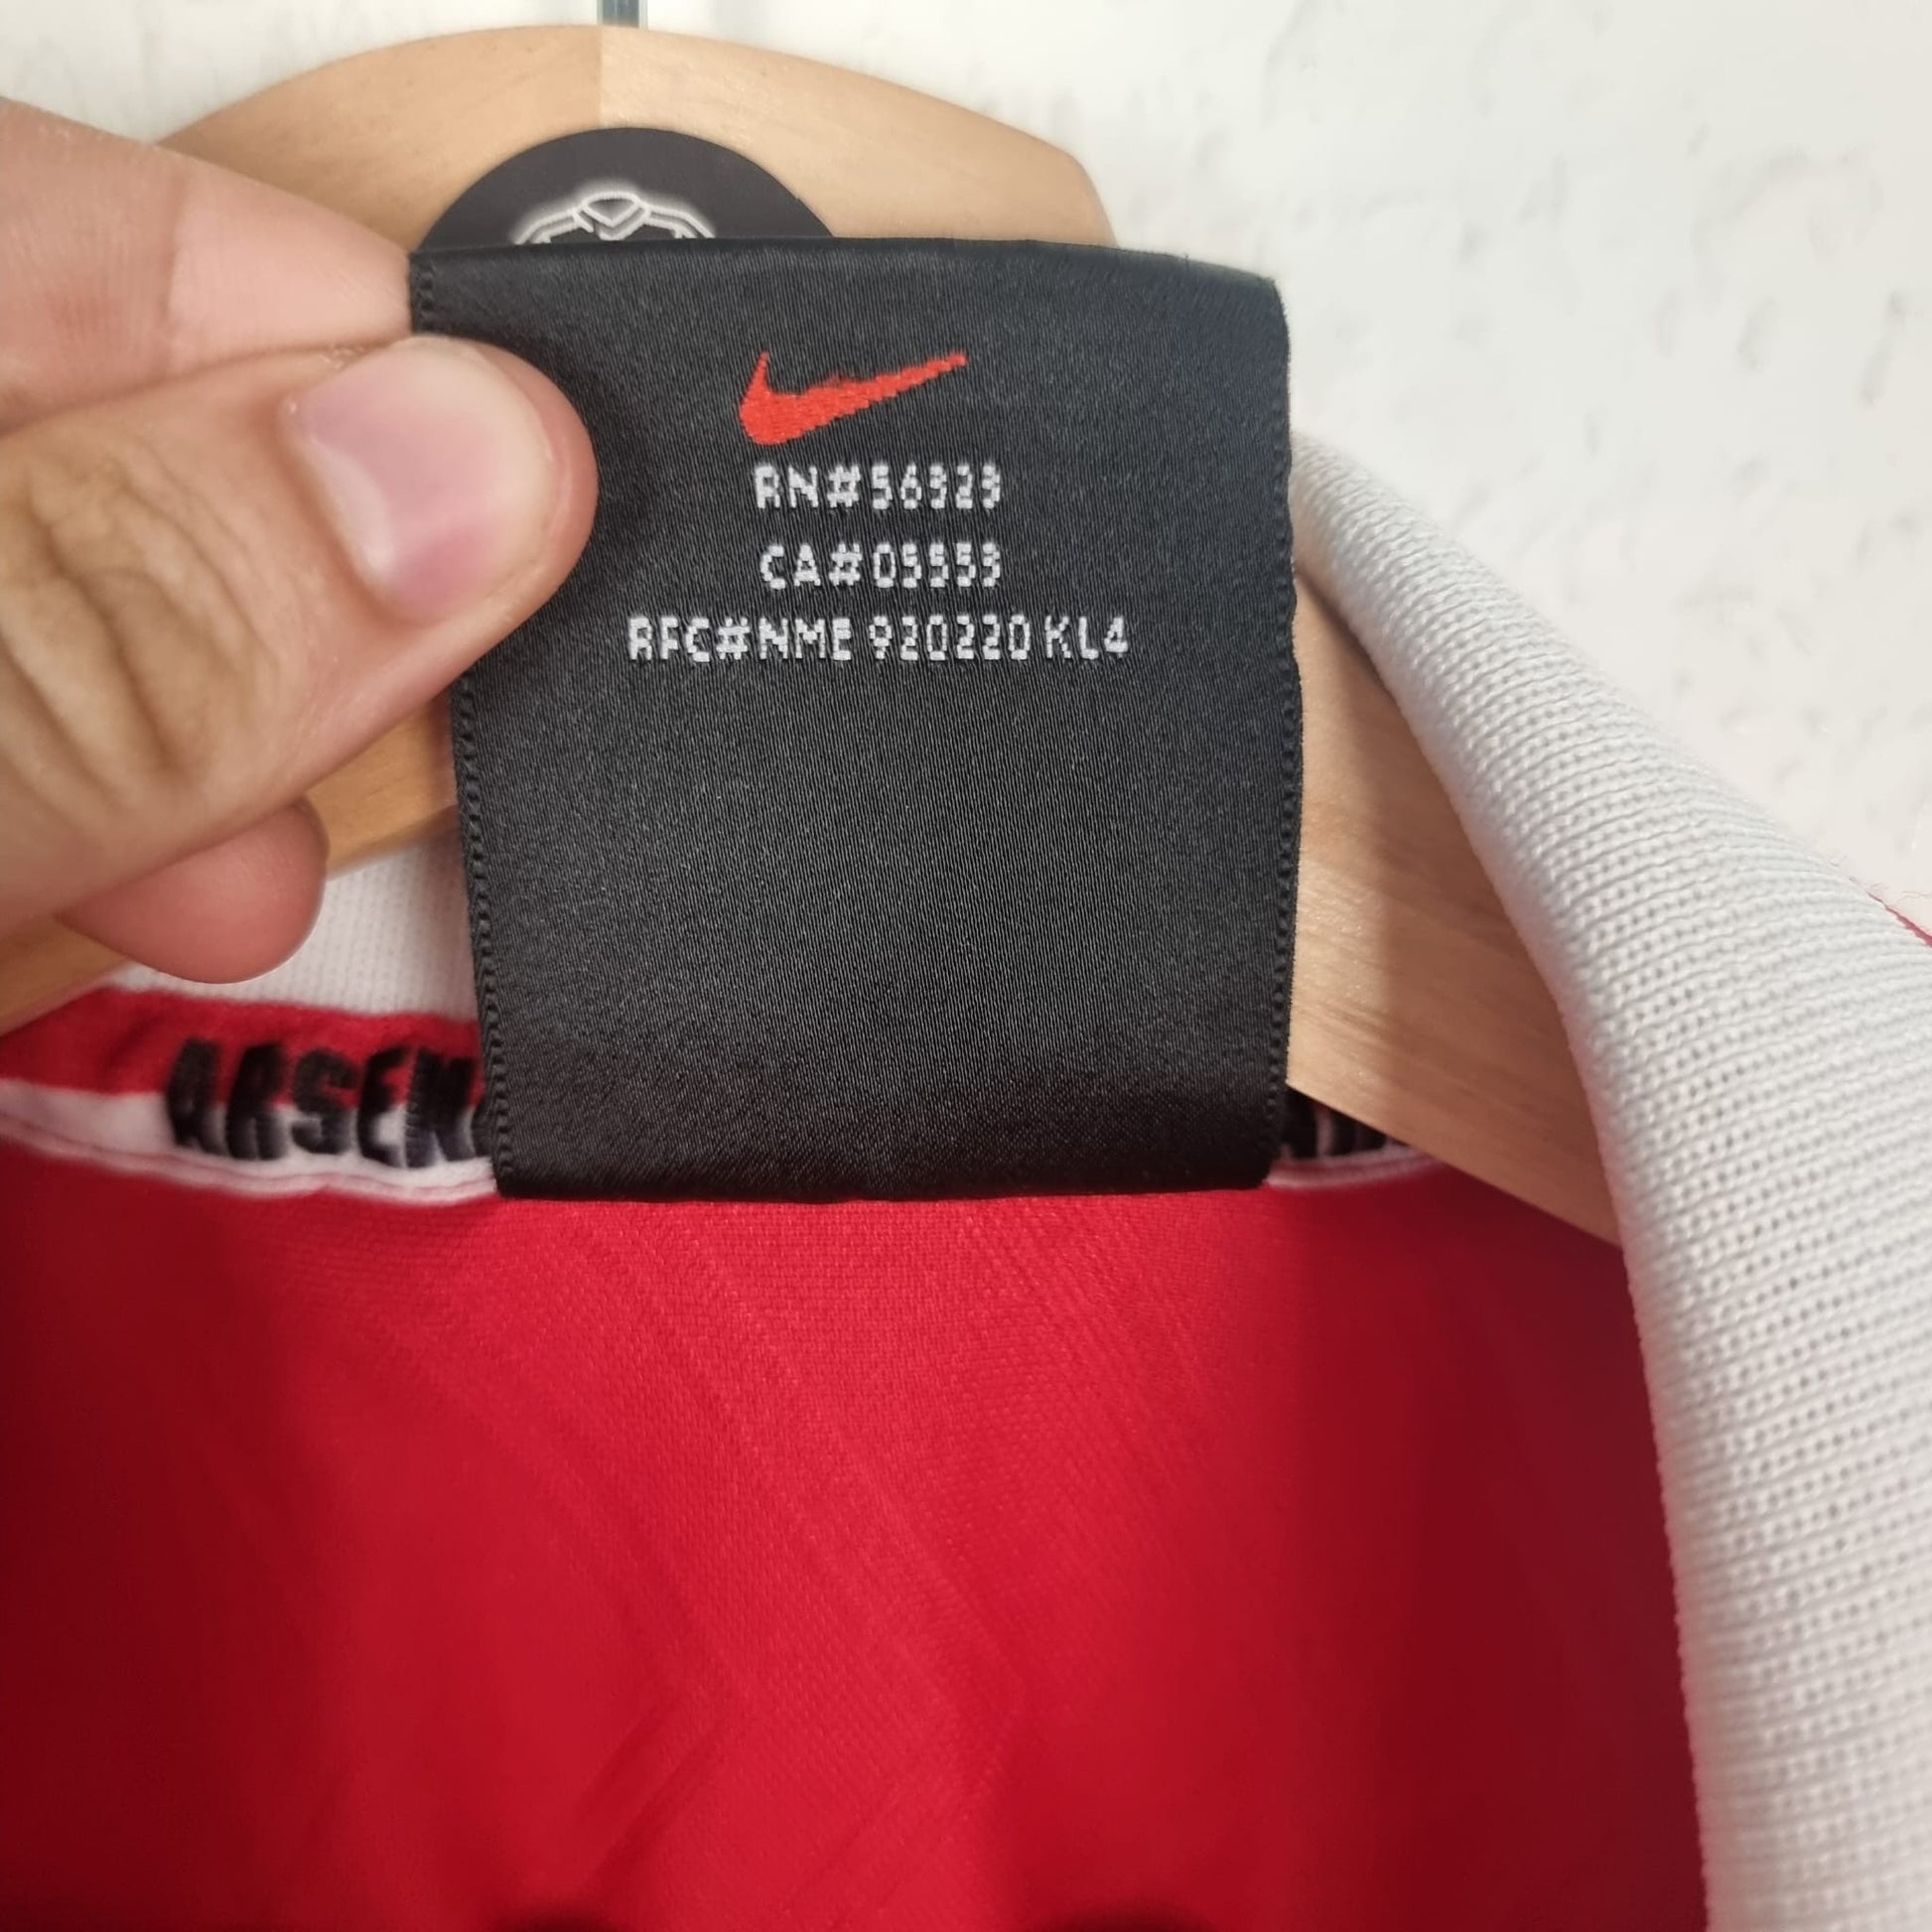 RN#56323
CA#05553
RFC#NME 920220 KL4
ARSEN